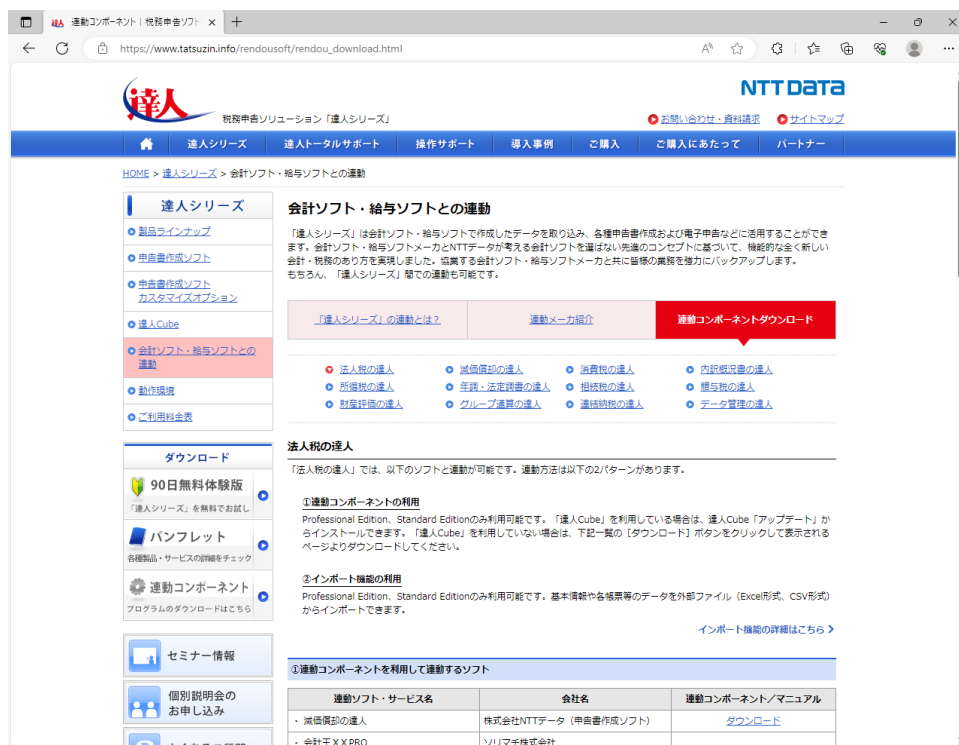 連動コンポーネント | 税務申告ソフト
https://www.tatsuzin.info/rendousoft/rendou_download.html
達人
税務申告ソリューション「達人シリーズ」
NTT DATA
お問い合わせ・資料請求 サイトマップ
達人シリーズ 達人トータルサポート 操作サポート 導入事例 ご購入 ご購入にあたって パートナー
HOME > 達人シリーズ > 会計ソフト・給与ソフトとの連動
達人シリーズ
製品ラインナップ
申告書作成ソフト
申告書作成ソフト
カスタマイズオプション
達人Cube
会計ソフト・給与ソフトとの
連動
動作環境
ご利用料金表
ダウンロード
90日無料体験版
「達人シリーズ」を無料でお試し
パンフレット
各種製品・サービスの詳細をチェック
連動コンポーネント
プログラムのダウンロードはこちら
セミナー情報
個別説明会の
お申し込み
会計ソフト・給与ソフトとの連動
「達人シリーズ」は会計ソフト・給与ソフトで作成したデータを取り込み、各種申告書作成および電子申告などに活用することができ
ます。会計ソフト・給与ソフトメーカとNTTデータが考える会計ソフトを選ばない先進のコンセプトに基づいて、機能的な全く新しい
会計・税務のあり方を実現しました。協業する会計ソフト・給与ソフトメーカと共に皆様の業務を強力にバックアップします。
もちろん、「達人シリーズ」間での連動も可能です。
「達人シリーズ」の連動とは? 連動メーカ紹介 連動コンポーネントダウンロード
法人税の達人 減価償却の達人 消費税の達人 内訳概況書の達人
所得税の達人 年調・法定調書の達人 相続税の達人 贈与税の達人
財産評価の達人 グループ通算の達人 連結納税の達人 データ管理の達人
法人税の達人
「法人税の達人」では、以下のソフトと連動が可能です。連動方法は以下の2パターンがあります。
①連動コンポーネントの利用
Professional Edition、Standard Editionのみ利用可能です。「達人Cube」を利用している場合は、達人Cube「アップデート」か
らインストールできます。「達人Cube」を利用していない場合は、下記一覧の [ダウンロード] ボタンをクリックして表示される
ページよりダウンロードしてください。
②インポート機能の利用
Professional Edition、Standard Editionのみ利用可能です。基本情報や各帳票等のデータを外部ファイル（Excel形式、CSV形式）
からインポートできます。
インポート機能の詳細はこちら
①連動コンポーネントを利用して連動するソフト
連動ソフト・サービス名 会社名 連動コンポーネント／マニュアル
・ 減価償却の達人 株式会社NTTデータ（申告書作成ソフト） ダウンロード
・ 会計王ＸＸPRO ソリマチ株式会社